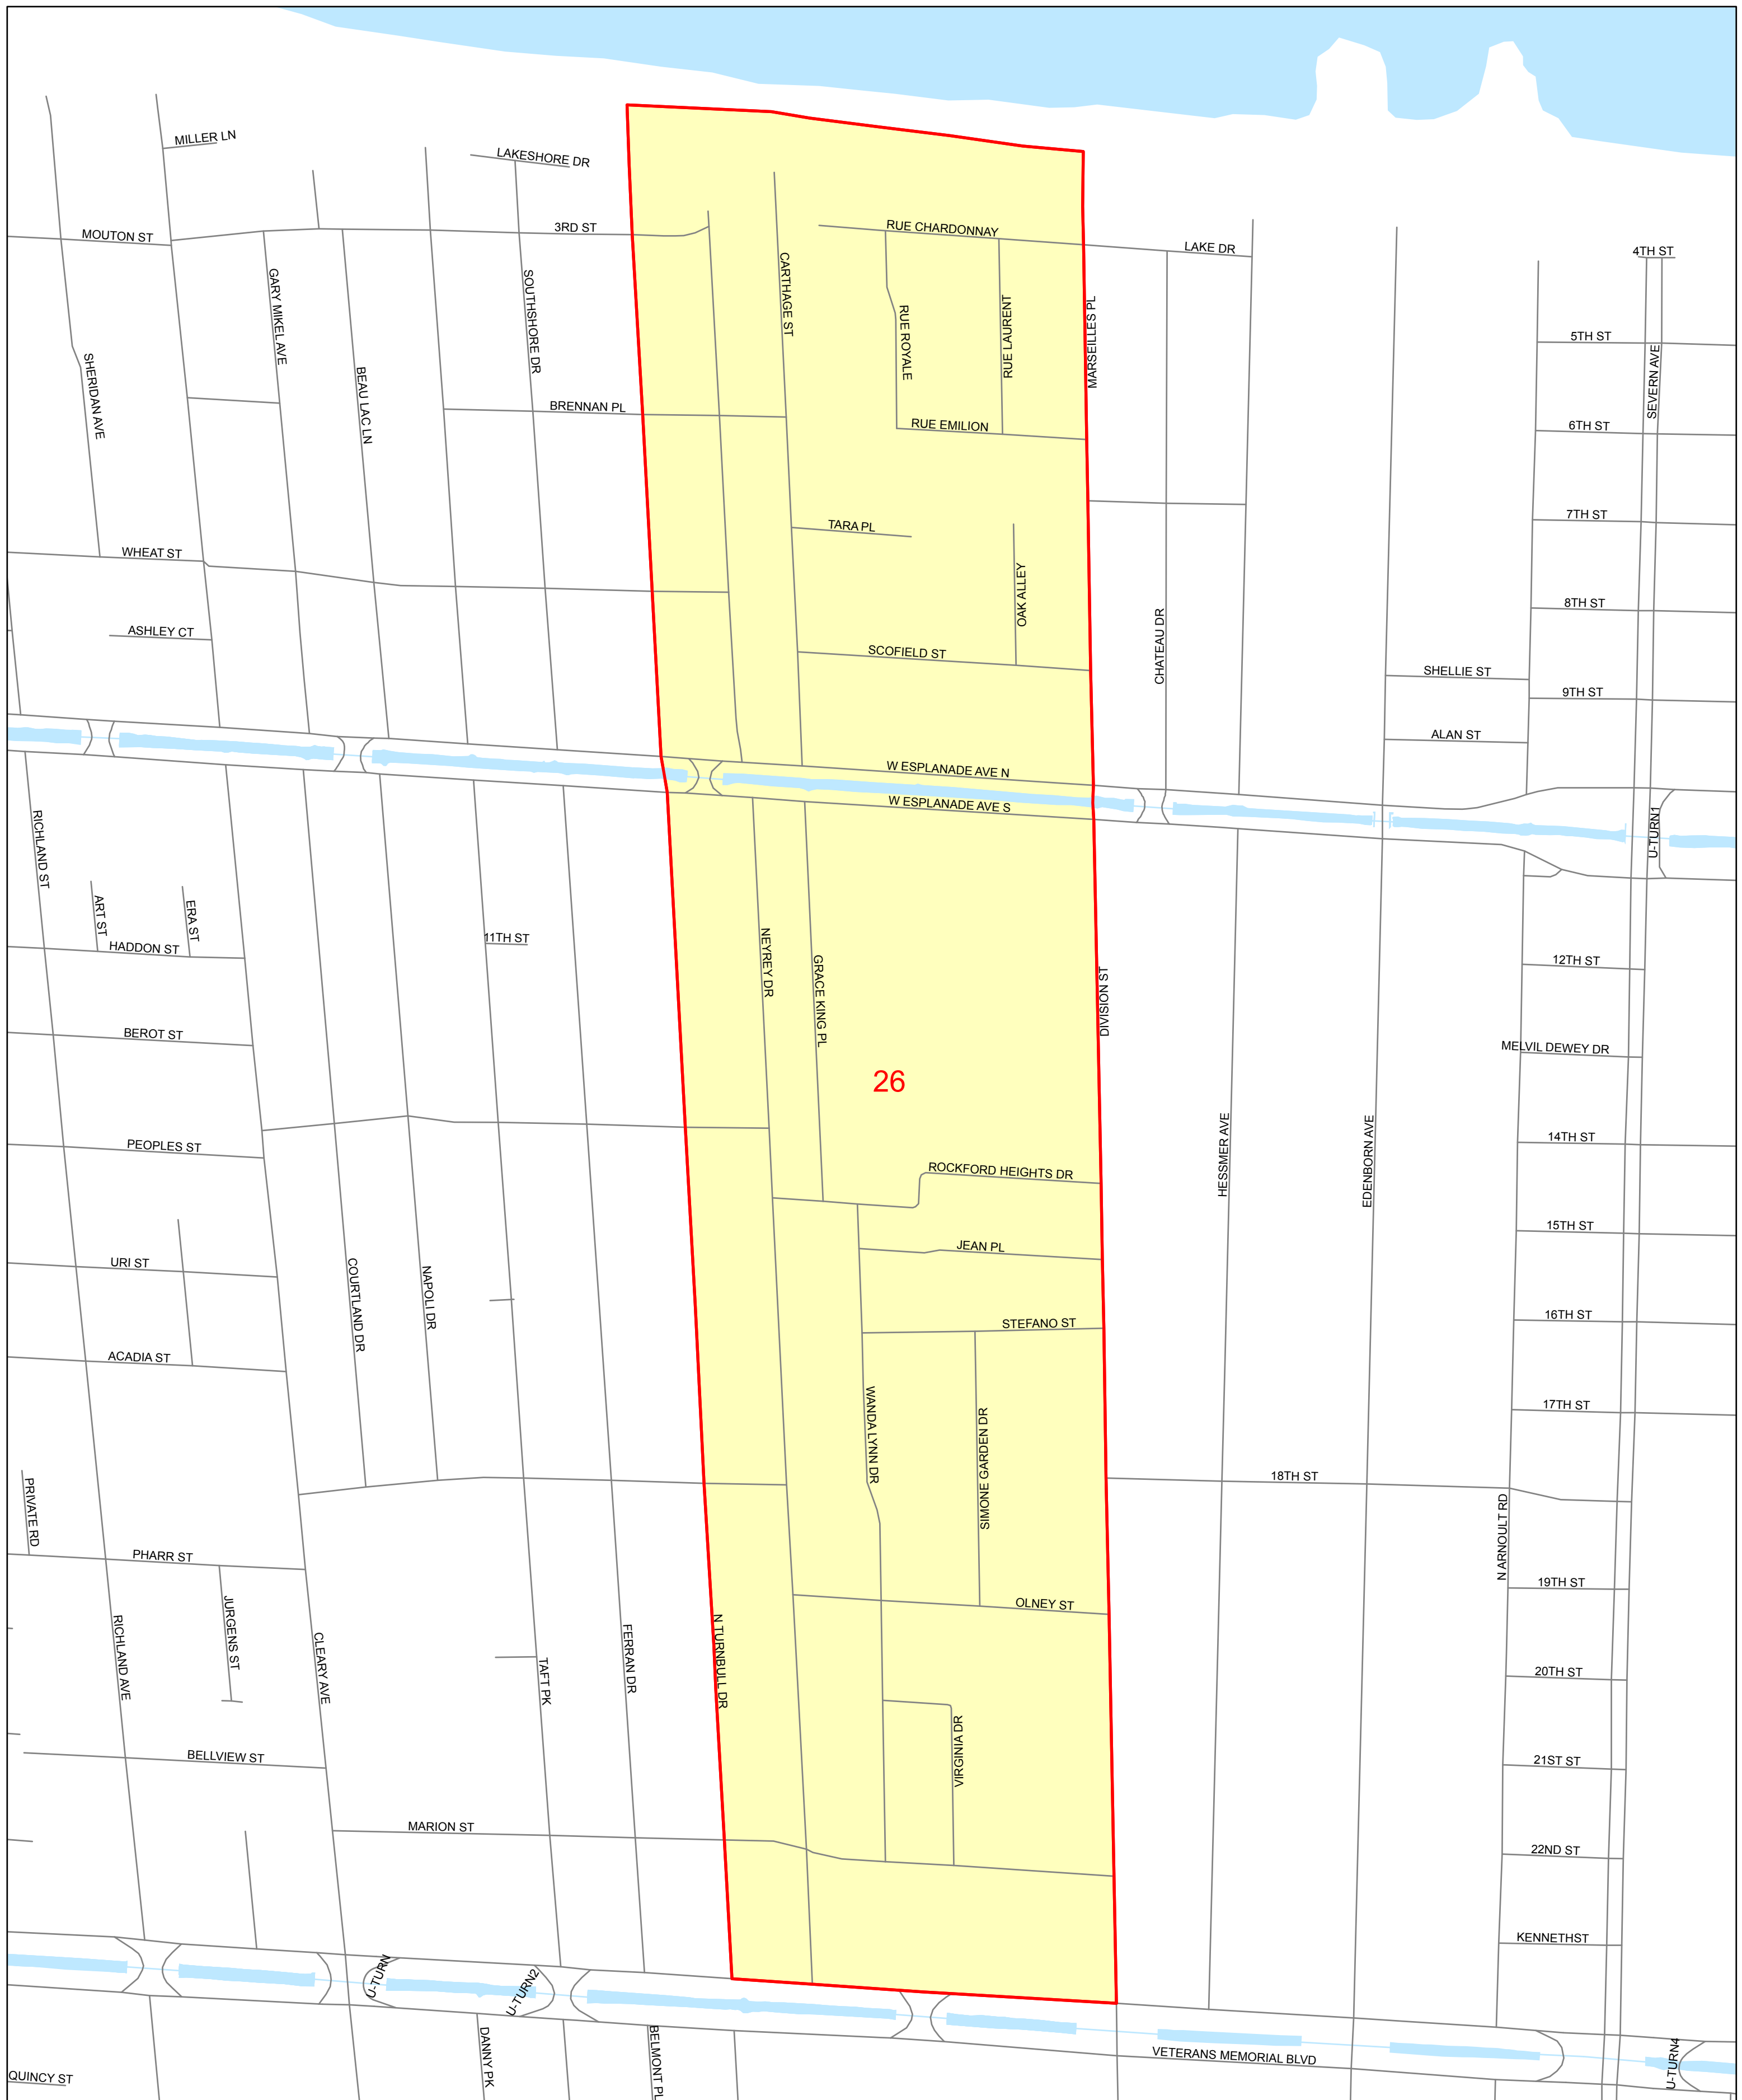 MILLER LN
LAKESHORE DR
MOUTON ST
3RD ST
RUE CHARDONNAY
LAKE DR
4TH ST
GARY MIKEL AVE
SOUTHSHORE DR
CARTHAGE ST
RUE ROYALE
RUE LAURENT
MARSEILLES PL
5TH ST
SHERIDAN AVE
BEAU LAC LN
SEVERN AVE
BRENNAN PL
RUE EMILION
6TH ST
TARA PL
7TH ST
WHEAT ST
OAK ALLEY
8TH ST
ASHLEY CT
SCOFIELD ST
CHATEAU DR
SHELLIE ST
9TH ST
ALAN ST
W ESPLANADE AVE N
W ESPLANADE AVE S
RICHLAND ST
U-TURN1
ART ST
ERA ST
HADDON ST
11TH ST
NEYREY DR
GRACE KING PL
DIVISION ST
12TH ST
BEROT ST
MELVIL DEWEY DR
26
PEOPLES ST
HESSMER AVE
EDENBORN AVE
14TH ST
ROCKFORD HEIGHTS DR
15TH ST
URI ST
COURTLAND DR
NAPOLI DR
JEAN PL
STEFANO ST
16TH ST
ACADIA ST
WANDA LYNN DR
SIMONE GARDEN DR
17TH ST
18TH ST
PRIVATE RD
N ARNOULT RD
PHARR ST
19TH ST
JURGENS ST
OLNEY ST
RICHLAND AVE
CLEARY AVE
TAFT PK
FERRAN DR
N TURNBULL DR
20TH ST
BELLVIEW ST
VIRGINIA DR
21ST ST
MARION ST
22ND ST
KENNETHST
U-TURN
U-TURN2
DANNY PK
BELMONT PL
VETERANS MEMORIAL BLVD
U-TURN4
QUINCY ST